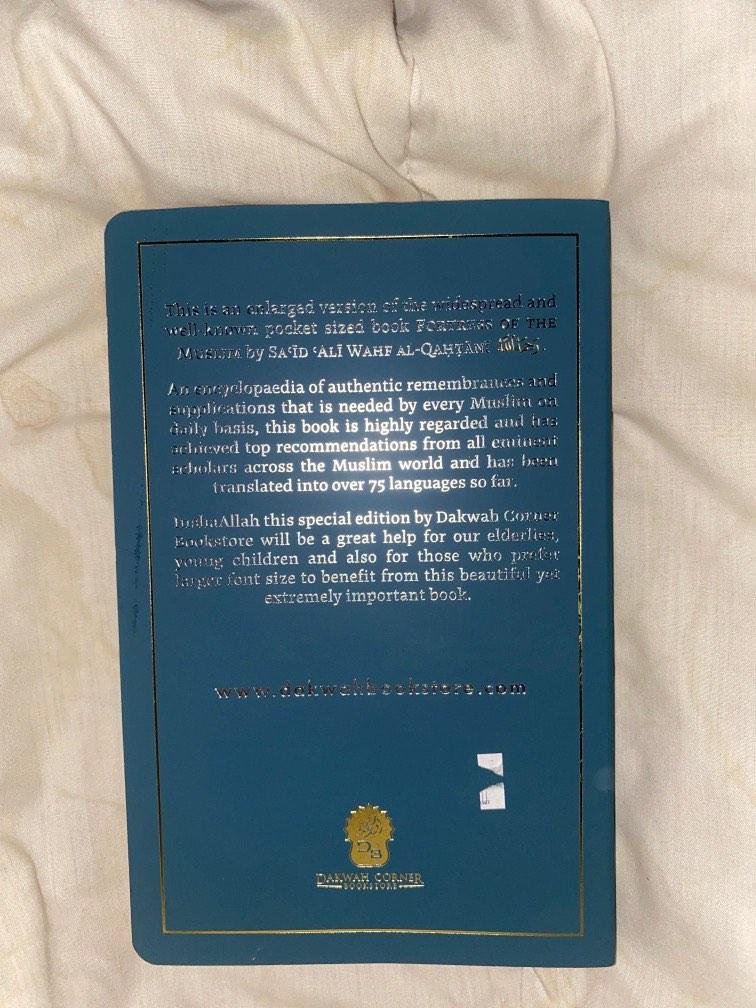 This is an enlarged version of the widespread and
well-known pocket sized book FORTRESS OF THE
MUSLIM by SAʿĪD ʿALĪ WAHF AL-QAḤṬĀNĪ
An encyclopaedia of authentic remembrances and
supplications that is needed by every Muslim on
daily basis, this book is highly regarded and has
achieved top recommendations from all eminent
scholars across the Muslim world and has been
translated into over 75 languages so far.
InshaAllah this special edition by Dakwah Corner
Bookstore will be a great help for our elderlies,
young children and also for those who prefer
larger font size to benefit from this beautiful yet
extremely important book.
www.dakwahbookstore.com
DB
DAKWAH CORNER
BOOKSTORE